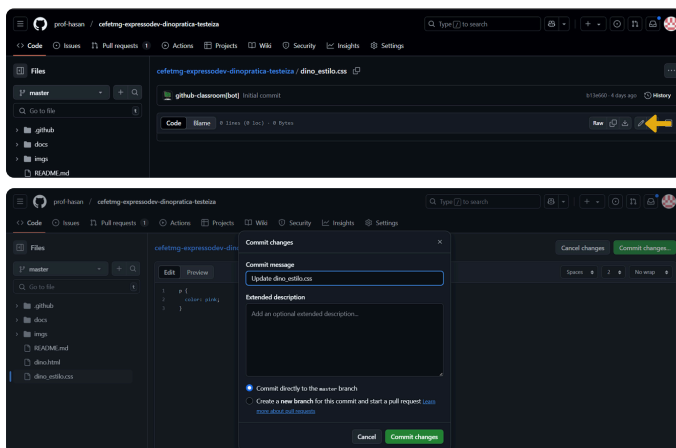 prof-hasan / cefetmg-expressodev-dinopratica-testeiza
Type / to search
Code Issues Pull requests 1 Actions Projects Wiki Security Insights Settings
Files
cefetmg-expressodev-dinopratica-testeiza / dino_estilo.css
master
github-classroom[bot] Initial commit
b13e660 · 4 days ago History
Go to file t
Code Blame 0 lines (0 loc) · 0 Bytes
Raw
.github
docs
imgs
README.md
prof-hasan / cefetmg-expressodev-dinopratica-testeiza
Type / to search
Code Issues Pull requests 1 Actions Projects Wiki Security Insights Settings
Files
cefetmg-expressodev-din
Commit changes
Cancel changes Commit changes...
master
Commit message
Edit Preview
Update dino_estilo.css
Spaces 2 No wrap
Go to file t
Extended description
1 p {
2 color: pink;
3 }
Add an optional extended description...
.github
docs
imgs
README.md
dino.html
dino_estilo.css
Commit directly to the master branch
Create a new branch for this commit and start a pull request Learn
more about pull requests
Cancel Commit changes